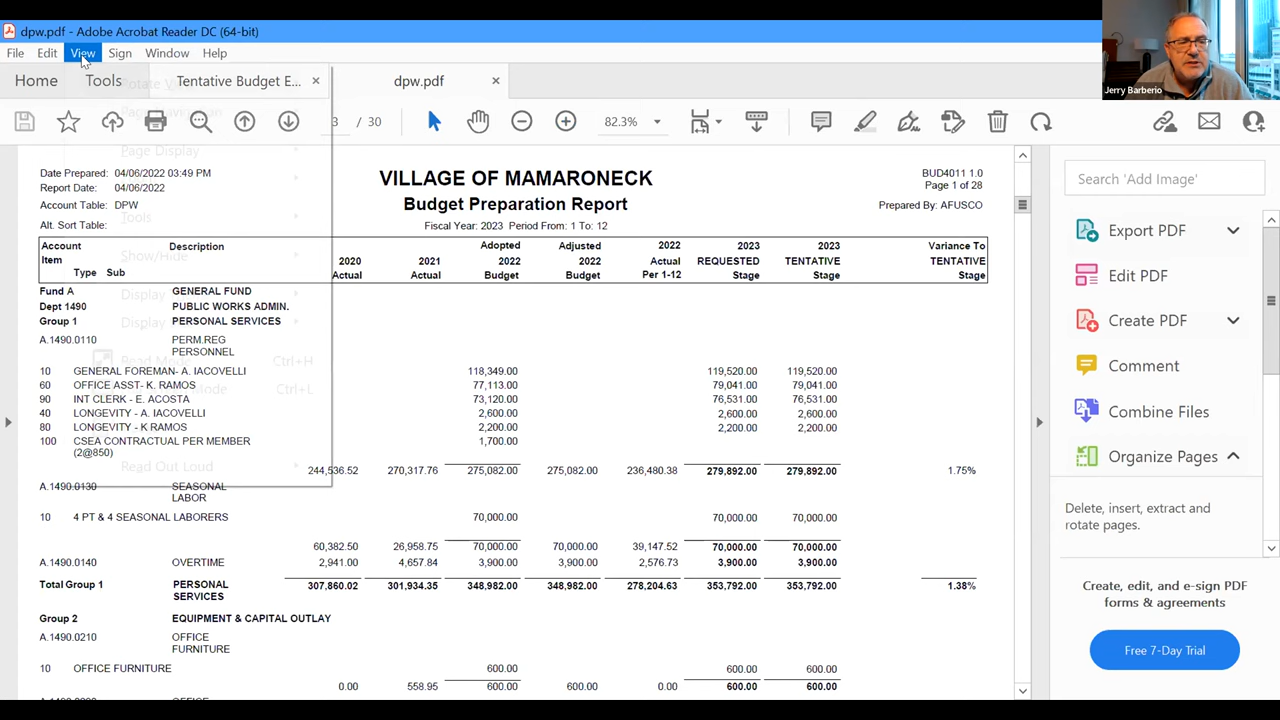 dpw.pdf - Adobe Acrobat Reader DC (64-bit)
File Edit View Sign Window Help
Home Tools Tentative Budget E... × dpw.pdf ×
3 / 30 82.3%
Jerry Barberio
Page Display
Tools
Show/Hide
Display
Display
Read Mode Ctrl+H
Mode Ctrl+L
Read Out Loud
Date Prepared: 04/06/2022 03:49 PM
Report Date: 04/06/2022
Account Table: DPW
Alt. Sort Table:
VILLAGE OF MAMARONECK
Budget Preparation Report
Fiscal Year: 2023 Period From: 1 To: 12
BUD4011 1.0
Page 1 of 28
Prepared By: AFUSCO
Account Description Adopted Adjusted 2022 2023 2023 Variance To
Item 2020 2021 2022 2022 Actual REQUESTED TENTATIVE TENTATIVE
Type Sub Actual Actual Budget Budget Per 1-12 Stage Stage Stage
Fund A GENERAL FUND
Dept 1490 PUBLIC WORKS ADMIN.
Group 1 PERSONAL SERVICES
A.1490.0110 PERM.REG
PERSONNEL
10 GENERAL FOREMAN- A. IACOVELLI 118,349.00 119,520.00 119,520.00
60 OFFICE ASST- K. RAMOS 77,113.00 79,041.00 79,041.00
90 INT CLERK - E. ACOSTA 73,120.00 76,531.00 76,531.00
40 LONGEVITY - A. IACOVELLI 2,600.00 2,600.00 2,600.00
80 LONGEVITY - K RAMOS 2,200.00 2,200.00 2,200.00
100 CSEA CONTRACTUAL PER MEMBER 1,700.00
(2@850)
244,536.52 270,317.76 275,082.00 275,082.00 236,480.38 279,892.00 279,892.00 1.75%
A.1490.0130 SEASONAL
LABOR
10 4 PT & 4 SEASONAL LABORERS 70,000.00 70,000.00 70,000.00
60,382.50 26,958.75 70,000.00 70,000.00 39,147.52 70,000.00 70,000.00
A.1490.0140 OVERTIME 2,941.00 4,657.84 3,900.00 3,900.00 2,576.73 3,900.00 3,900.00
Total Group 1 PERSONAL 307,860.02 301,934.35 348,982.00 348,982.00 278,204.63 353,792.00 353,792.00 1.38%
SERVICES
Group 2 EQUIPMENT & CAPITAL OUTLAY
A.1490.0210 OFFICE
FURNITURE
10 OFFICE FURNITURE 600.00 600.00 600.00
0.00 558.95 600.00 600.00 0.00 600.00 600.00
Search 'Add Image'
Export PDF
Edit PDF
Create PDF
Comment
Combine Files
Organize Pages
Delete, insert, extract and
rotate pages.
Create, edit, and e-sign PDF
forms & agreements
Free 7-Day Trial